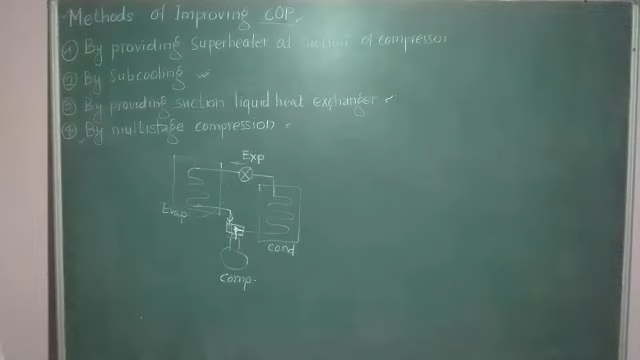 Methods of Improving COP.
① By providing Superheater at suction of compressor
② By Subcooling
③ By providing suction liquid heat exchanger
④ By multistage compression
Exp
Evap
Cond
Comp.